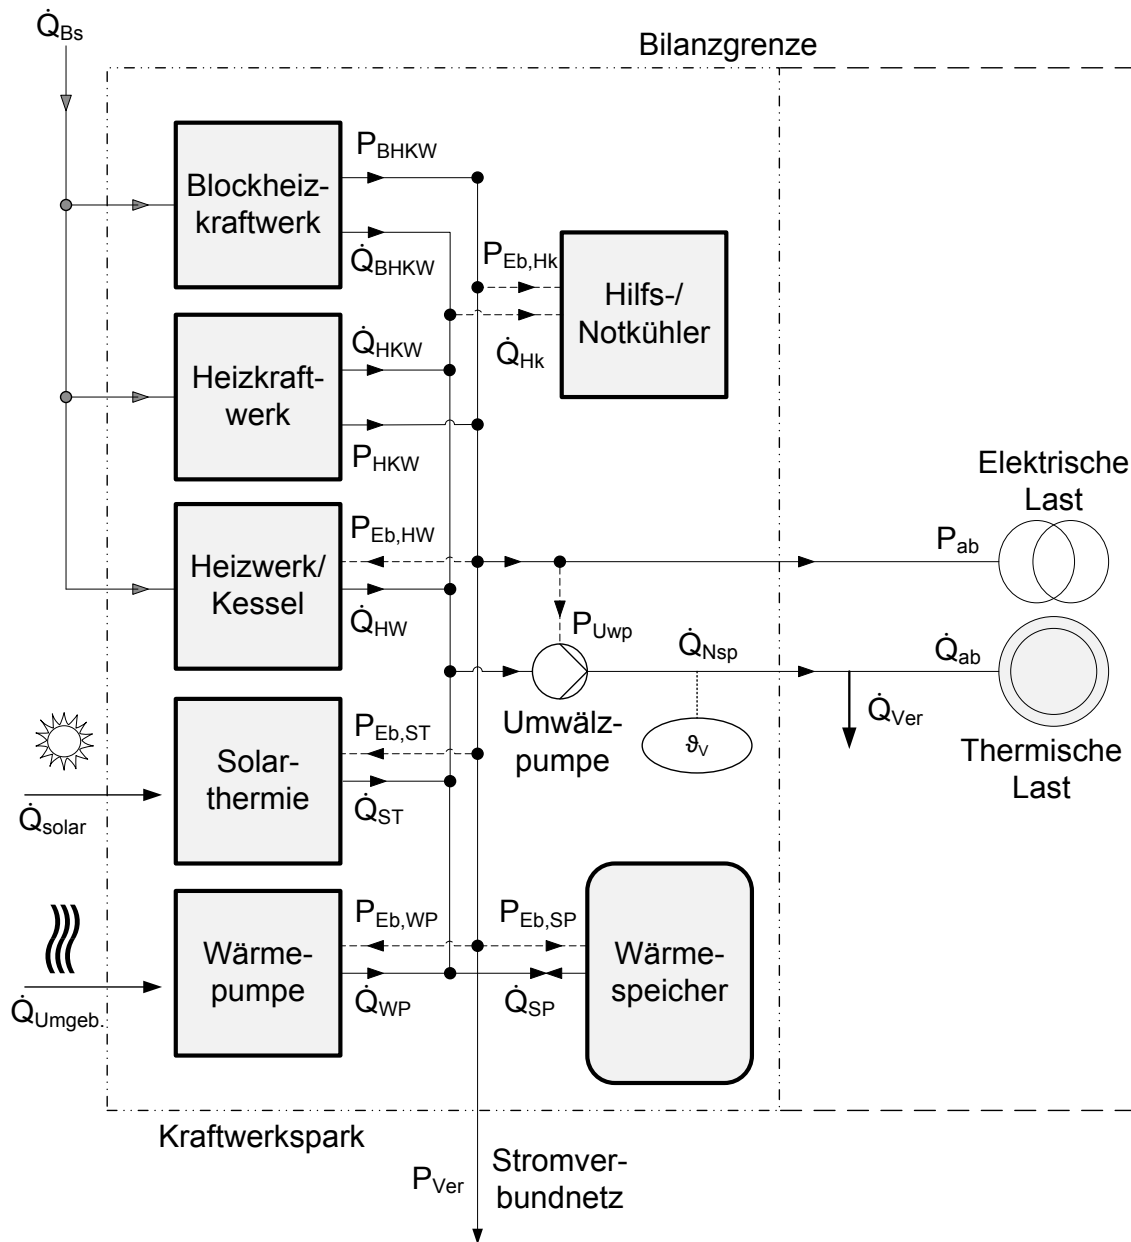 Q̇Bs
Bilanzgrenze
PBHKW
Blockheiz-
kraftwerk
Q̇BHKW
PEb,Hk
Hilfs-/
Notkühler
Q̇Hk
Q̇HKW
Heizkraft-
werk
PHKW
Elektrische
Last
PEb,HW
Pab
Heizwerk/
Kessel
Q̇HW
PUwp
Q̇Nsp
Q̇ab
Umwälz-
pumpe
ϑV
Q̇Ver
Thermische
Last
PEb,ST
Solar-
thermie
Q̇ST
Q̇solar
PEb,WP
PEb,SP
Wärme-
pumpe
Wärme-
speicher
Q̇WP
Q̇SP
Q̇Umgeb.
Kraftwerkspark
PVer
Stromver-
bundnetz